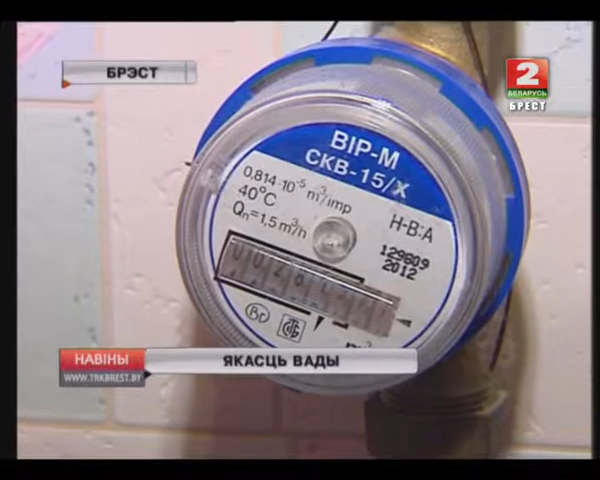 БРЭСТ
2
БЕЛАРУСЬ
БРЕСТ
ВІР-М
СКВ-15/Х
0,814·10⁻⁵ m³/imp
40°C
Qn=1,5 m³/h
H-B:A
129809
2012
НАВІНЫ
ЯКАСЦЬ ВАДЫ
WWW.TRKBREST.BY